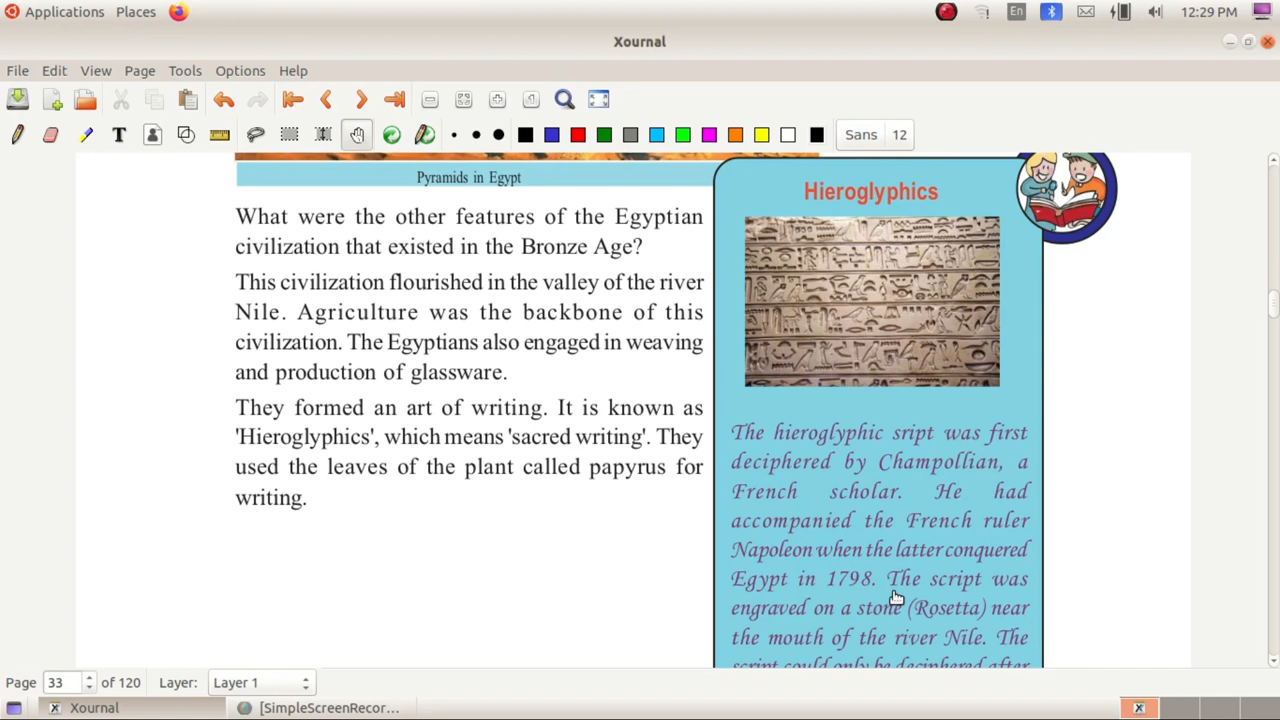 Applications Places
En
12:29 PM
Xournal
File Edit View Page Tools Options Help
Sans 12
Pyramids in Egypt
What were the other features of the Egyptian
civilization that existed in the Bronze Age?
This civilization flourished in the valley of the river
Nile. Agriculture was the backbone of this
civilization. The Egyptians also engaged in weaving
and production of glassware.
They formed an art of writing. It is known as
'Hieroglyphics', which means 'sacred writing'. They
used the leaves of the plant called papyrus for
writing.
Hieroglyphics
The hieroglyphic sript was first
deciphered by Champollian, a
French scholar. He had
accompanied the French ruler
Napoleon when the latter conquered
Egypt in 1798. The script was
engraved on a stone (Rosetta) near
the mouth of the river Nile. The
script could only be deciphered after
Page 33 of 120 Layer: Layer 1
Xournal
[SimpleScreenRecor...